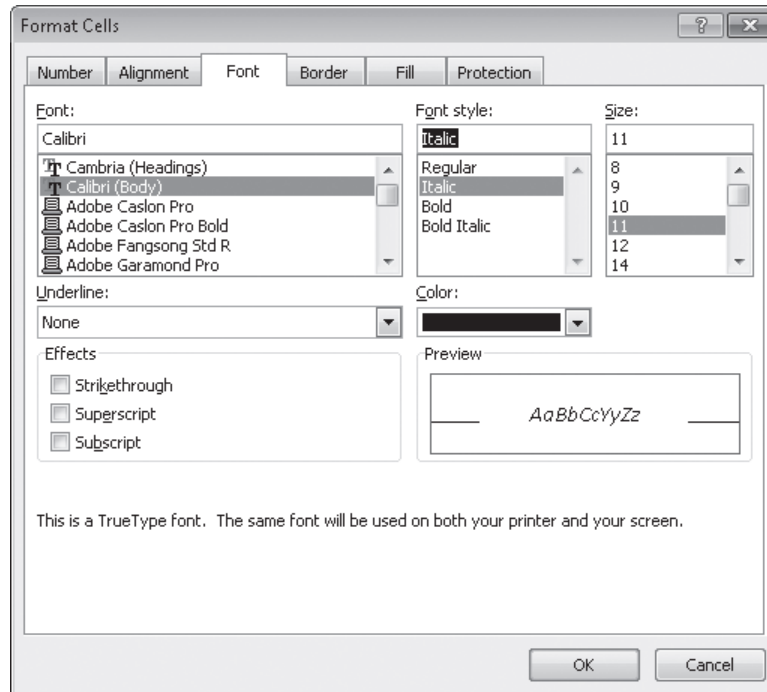 Format Cells
Number Alignment Font Border Fill Protection
Font:
Calibri
Cambria (Headings)
Calibri (Body)
Adobe Caslon Pro
Adobe Caslon Pro Bold
Adobe Fangsong Std R
Adobe Garamond Pro
Font style:
Italic
Regular
Italic
Bold
Bold Italic
Size:
11
8
9
10
11
12
14
Underline:
None
Color:
Effects
Strikethrough
Superscript
Subscript
Preview
AaBbCcYyZz
This is a TrueType font. The same font will be used on both your printer and your screen.
OK Cancel